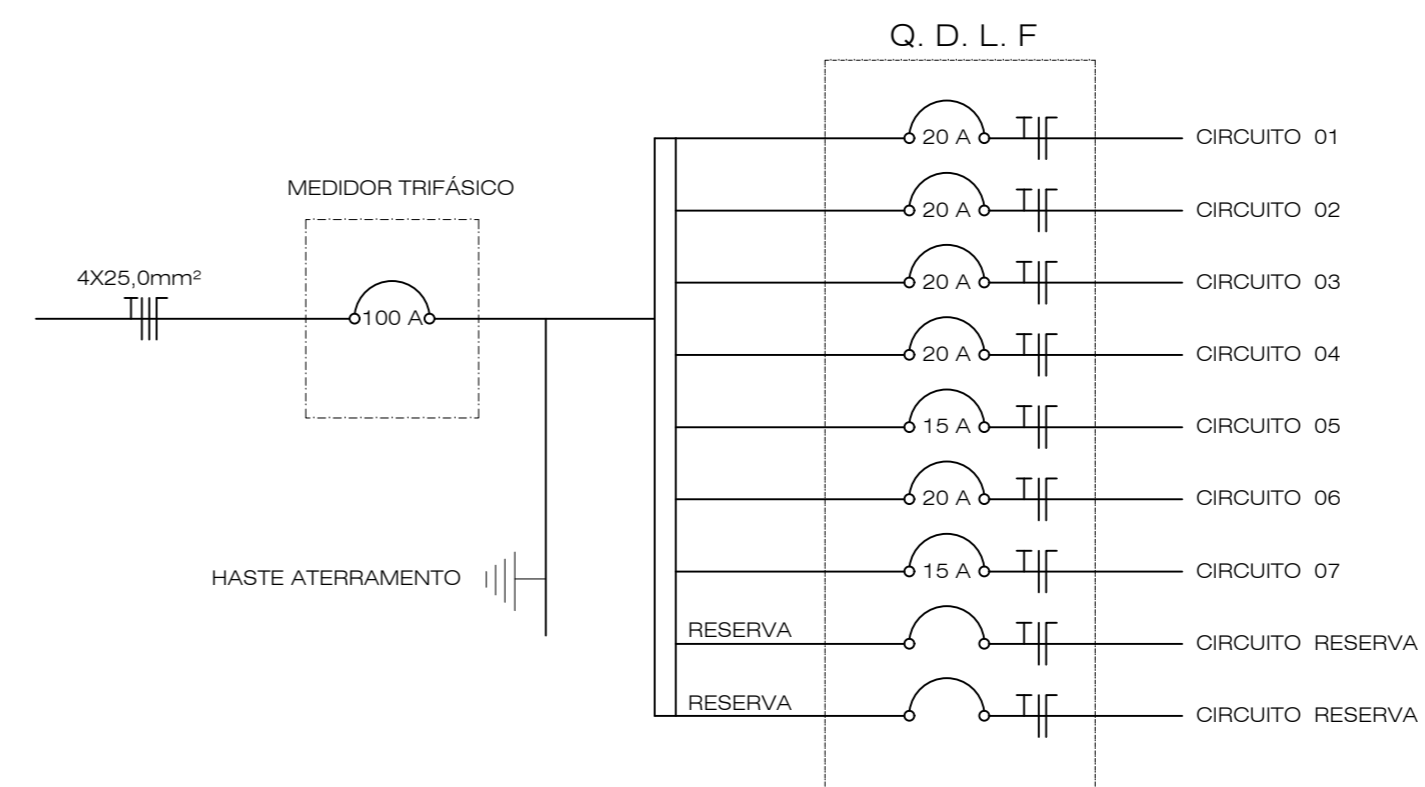 Q. D. L. F
20 A CIRCUITO 01
MEDIDOR TRIFÁSICO
20 A CIRCUITO 02
4X25,0mm²
20 A CIRCUITO 03
100 A
20 A CIRCUITO 04
15 A CIRCUITO 05
20 A CIRCUITO 06
HASTE ATERRAMENTO
15 A CIRCUITO 07
RESERVA CIRCUITO RESERVA
RESERVA CIRCUITO RESERVA